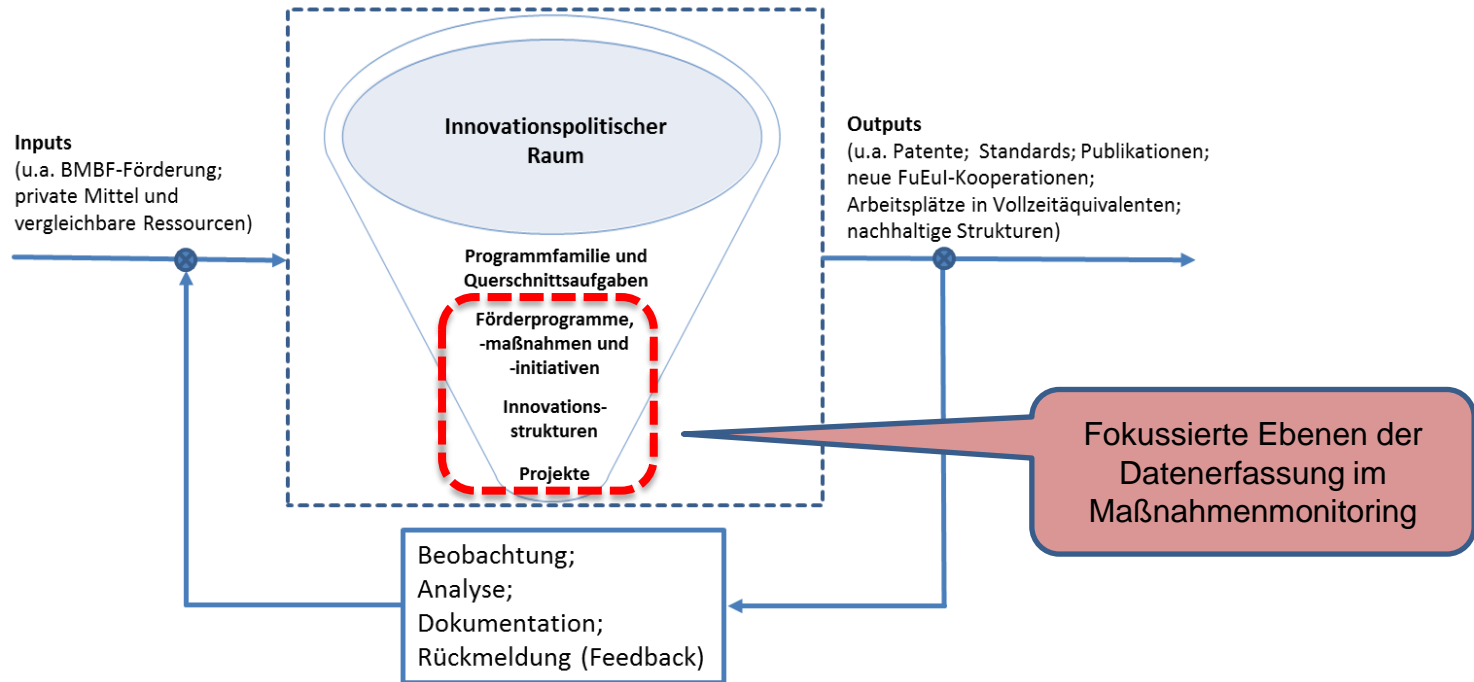 Inputs
(u.a. BMBF-Förderung;
private Mittel und
vergleichbare Ressourcen)
Innovationspolitischer
Raum
Programmfamilie und
Querschnittsaufgaben
Förderprogramme,
-maßnahmen und
-initiativen
Innovations-
strukturen
Projekte
Outputs
(u.a. Patente; Standards; Publikationen;
neue FuEuI-Kooperationen;
Arbeitsplätze in Vollzeitäquivalenten;
nachhaltige Strukturen)
Fokussierte Ebenen der
Datenerfassung im
Maßnahmenmonitoring
Beobachtung;
Analyse;
Dokumentation;
Rückmeldung (Feedback)